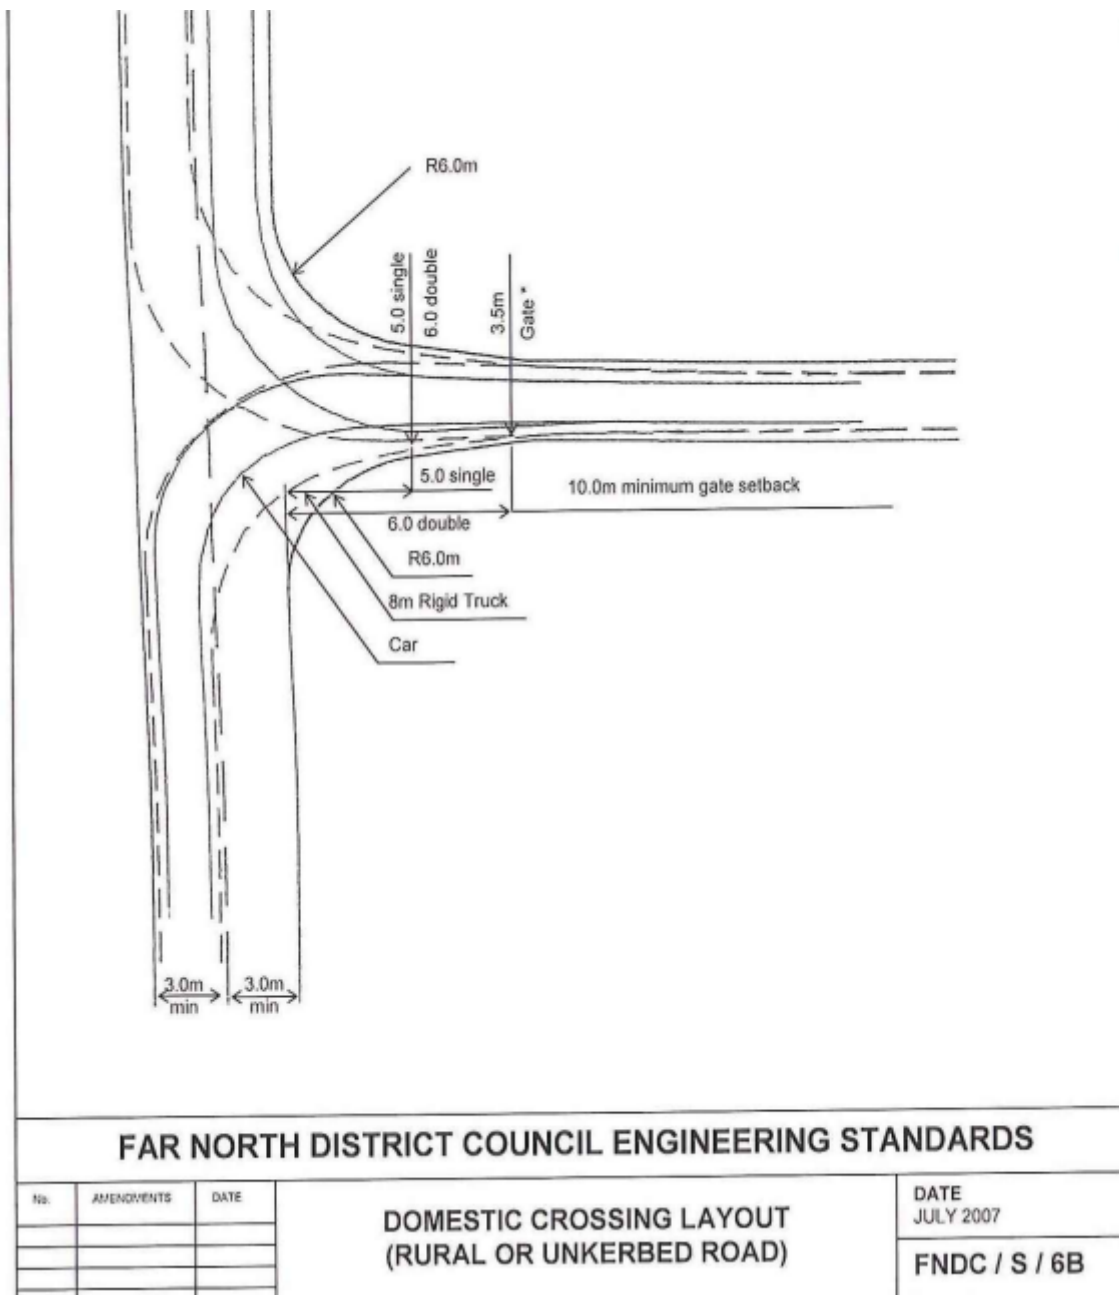 R6.0m
5.0 single
6.0 double
3.5m
Gate *
5.0 single
10.0m minimum gate setback
6.0 double
R6.0m
8m Rigid Truck
Car
3.0m
min
3.0m
min
FAR NORTH DISTRICT COUNCIL ENGINEERING STANDARDS
No. AMENDMENTS DATE
DOMESTIC CROSSING LAYOUT
(RURAL OR UNKERBED ROAD)
DATE
JULY 2007
FNDC / S / 6B